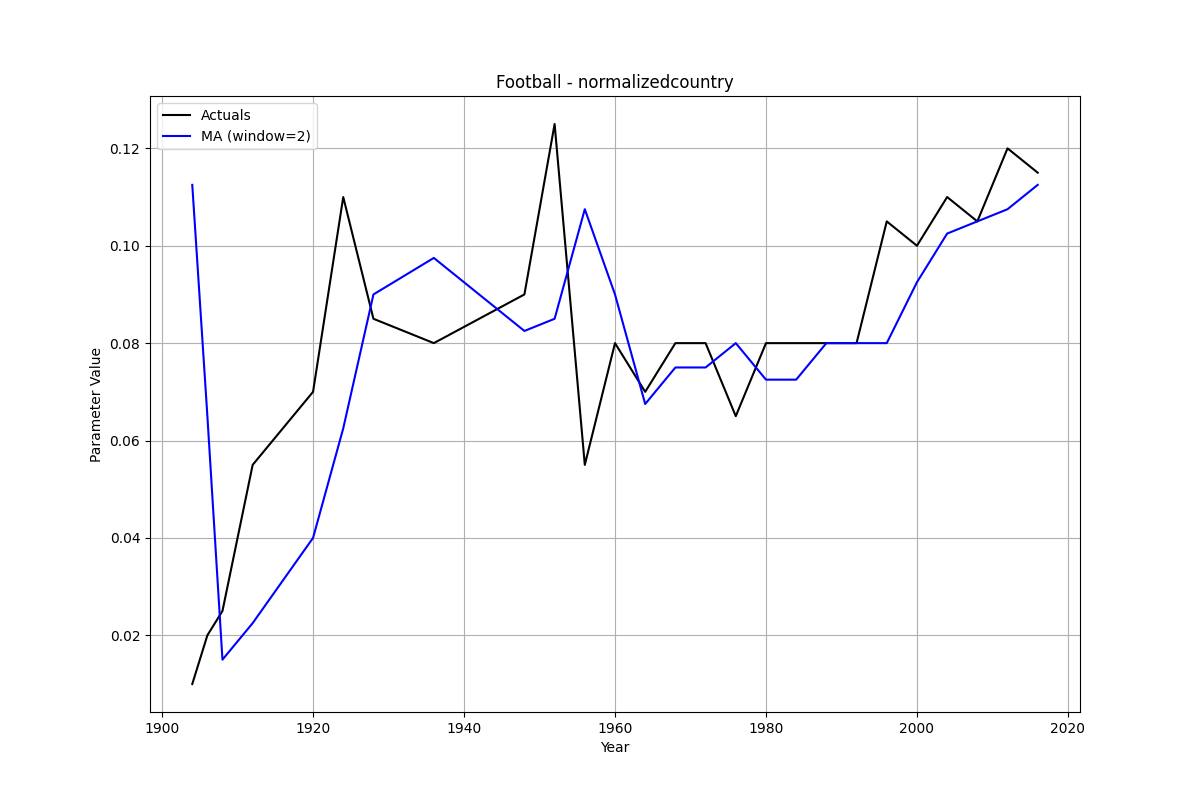 Football - normalizedcountry
Actuals
MA (window=2)
0.12
0.10
0.08
0.06
0.04
0.02
Parameter Value
1900 1920 1940 1960 1980 2000 2020
Year